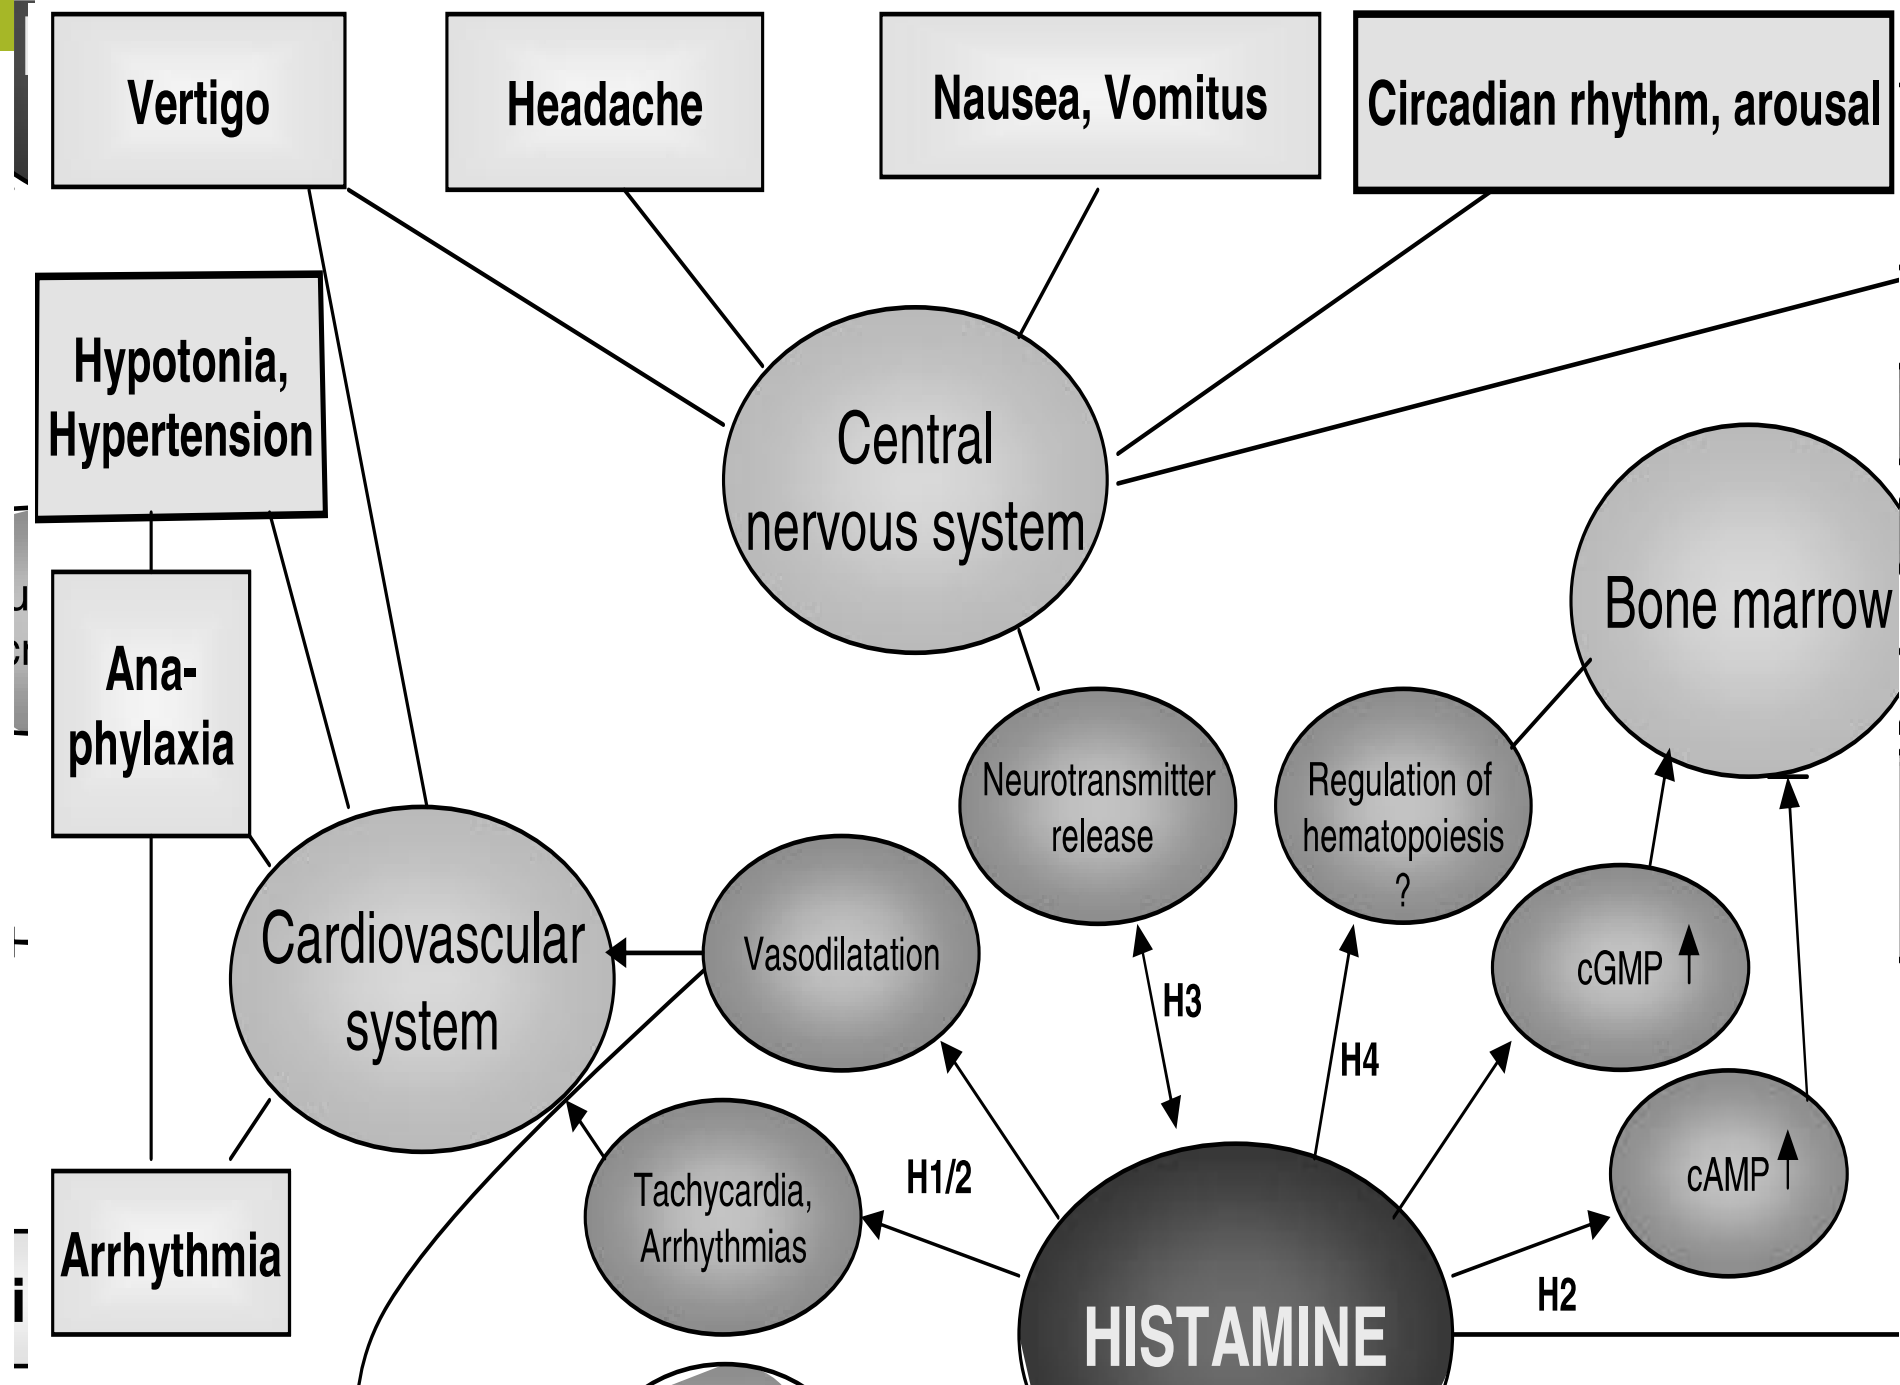 Vertigo
Headache
Nausea, Vomitus
Circadian rhythm, arousal
Hypotonia,
Hypertension
Central
nervous system
Bone marrow
Ana-
phylaxia
Neurotransmitter
release
Regulation of
hematopoiesis
?
Cardiovascular
system
Vasodilatation
cGMP
H3
H4
Tachycardia,
Arrhythmias
H1/2
cAMP
Arrhythmia
H2
HISTAMINE